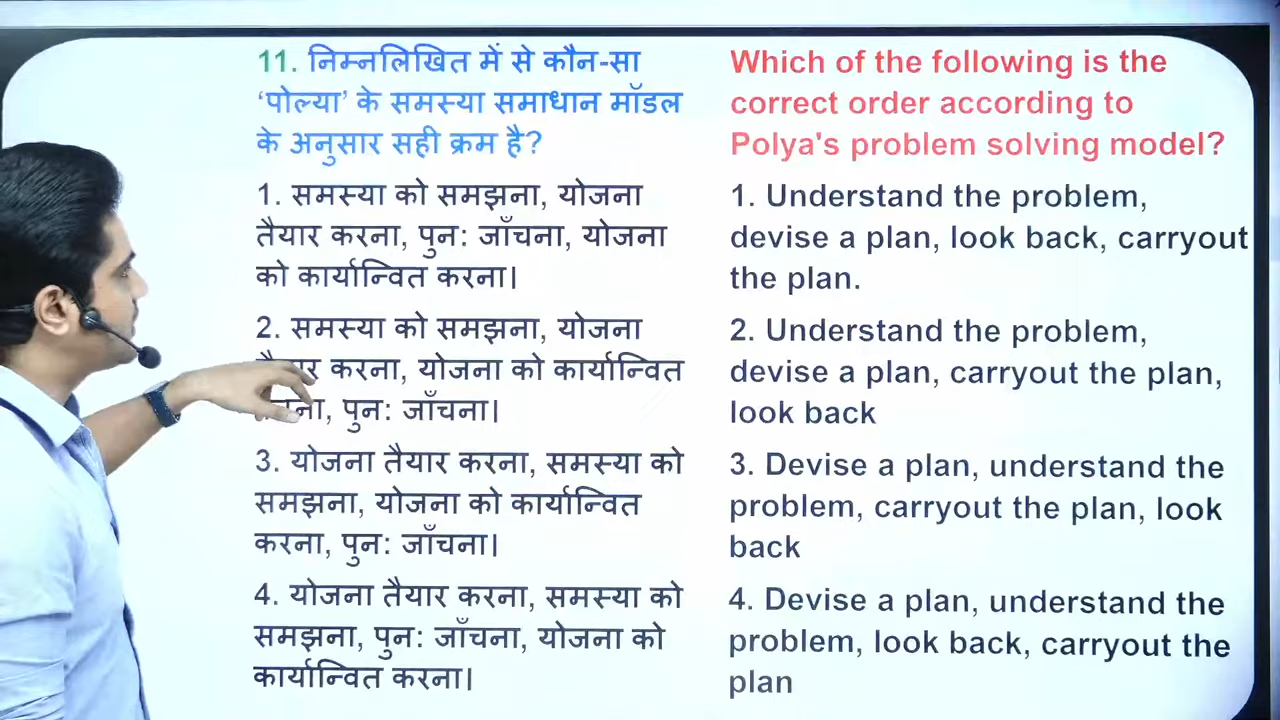 11. निम्नलिखित में से कौन-सा
‘पोल्या’ के समस्या समाधान मॉडल
के अनुसार सही क्रम है?
1. समस्या को समझना, योजना
तैयार करना, पुन: जाँचना, योजना
को कार्यान्वित करना।
2. समस्या को समझना, योजना
करना, योजना को कार्यान्वित
पुन: जाँचना।
3. योजना तैयार करना, समस्या को
समझना, योजना को कार्यान्वित
करना, पुन: जाँचना।
4. योजना तैयार करना, समस्या को
समझना, पुन: जाँचना, योजना को
कार्यान्वित करना।
Which of the following is the
correct order according to
Polya's problem solving model?
1. Understand the problem,
devise a plan, look back, carryout
the plan.
2. Understand the problem,
devise a plan, carryout the plan,
look back
3. Devise a plan, understand the
problem, carryout the plan, look
back
4. Devise a plan, understand the
problem, look back, carryout the
plan